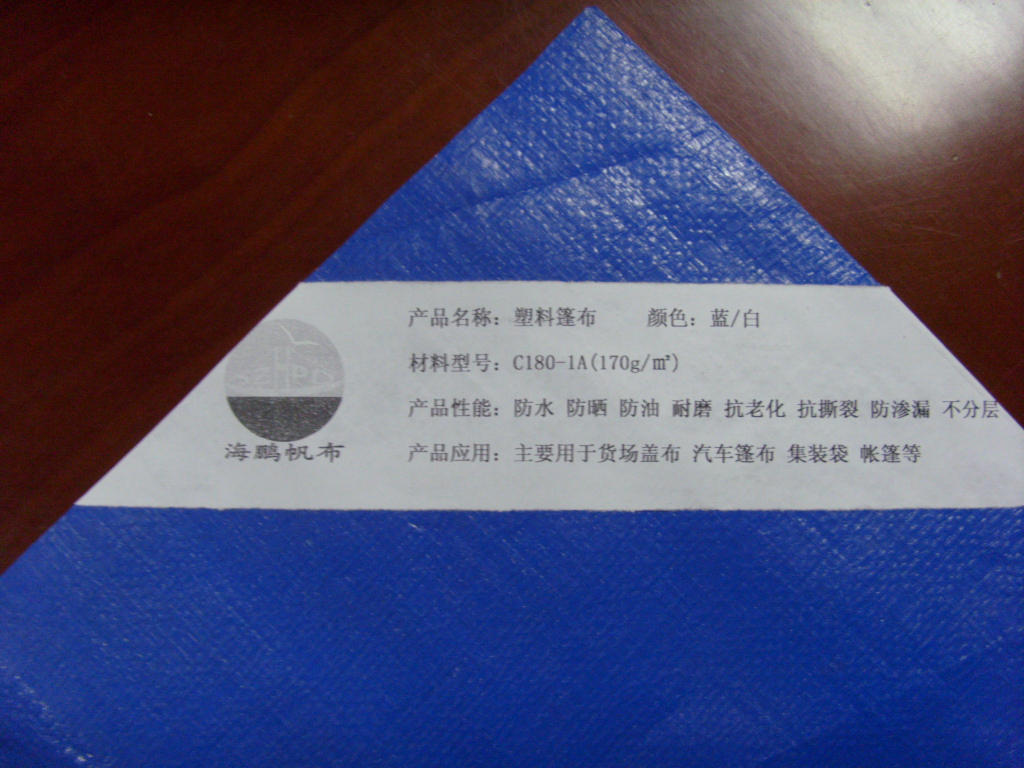 产品名称：塑料篷布 颜色：蓝/白
材料型号：C180-1A(170g/㎡)
产品性能：防水 防晒 防油 耐磨 抗老化 抗撕裂 防渗漏 不分层
产品应用：主要用于货场盖布 汽车篷布 集装袋 帐篷等
海鹏帆布